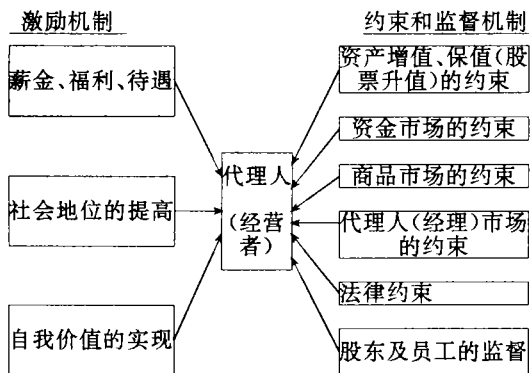 激励机制
薪金、福利、待遇
社会地位的提高
自我价值的实现
代理人
(经营
者)
约束和监督机制
资产增值、保值(股
票升值)的约束
资金市场的约束
商品市场的约束
代理人(经理)市场
的约束
法律约束
股东及员工的监督